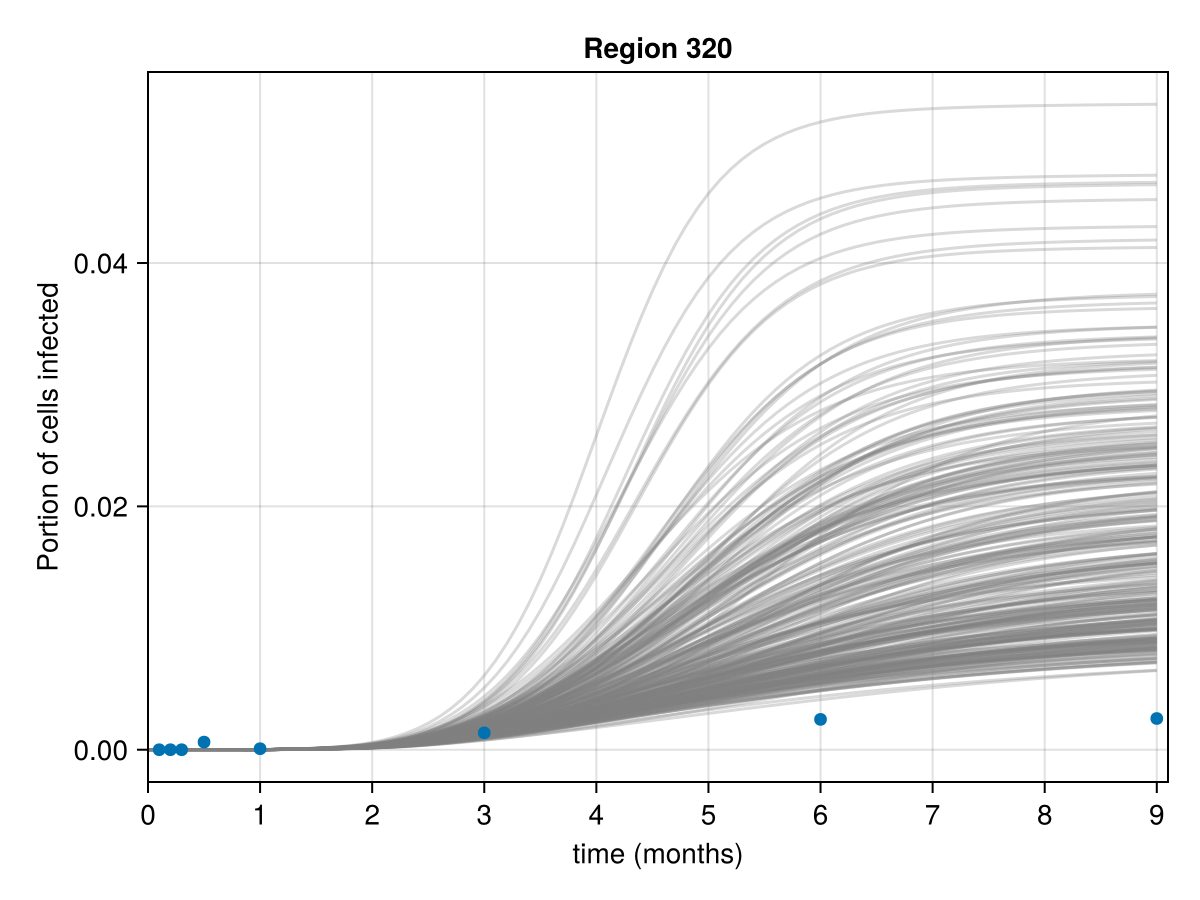 Region 320
Portion of cells infected
0.04
0.02
0.00
0 1 2 3 4 5 6 7 8 9
time (months)